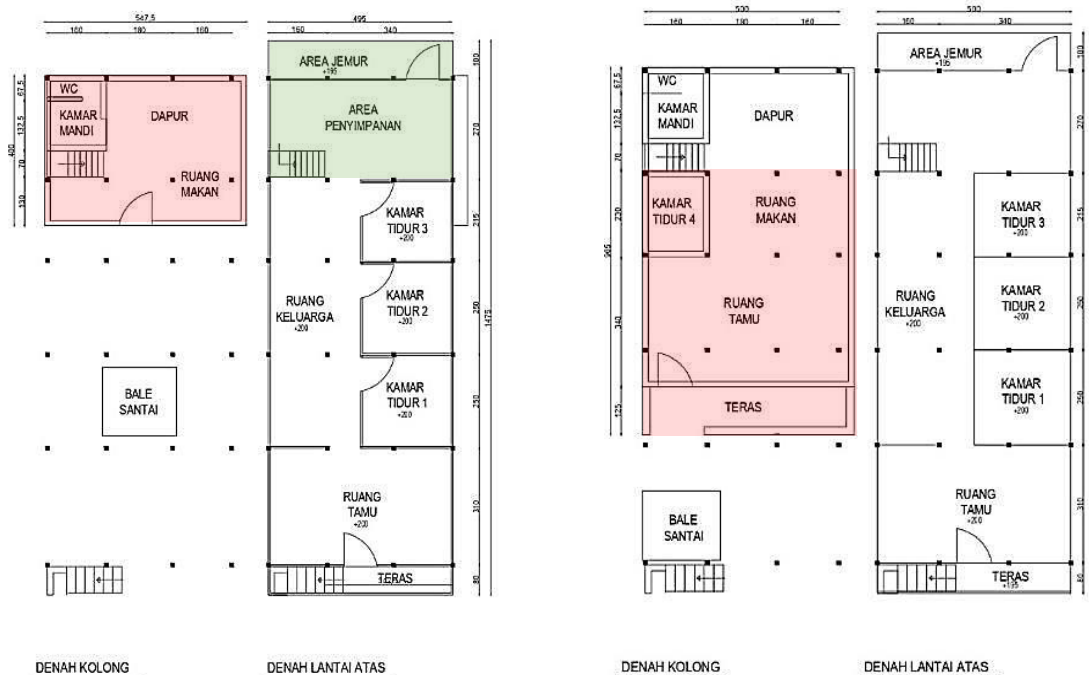 547,5
160 180 160
495
160 340
500
160 180 160
500
160 340
AREA JEMUR
+195
100
WC
KAMAR
MANDI
DAPUR
RUANG
MAKAN
67,5
132,5
70
130
400
AREA
PENYIMPANAN
270
KAMAR
TIDUR 3
+200
215
KAMAR
TIDUR 2
+200
250
RUANG
KELUARGA
+200
KAMAR
TIDUR 1
+200
250
1475
BALE
SANTAI
RUANG
TAMU
+200
310
TERAS
80
DENAH KOLONG
DENAH LANTAI ATAS
AREA JEMUR
+195
100
WC
KAMAR
MANDI
DAPUR
67,5
132,5
70
270
KAMAR
TIDUR 4
RUANG
MAKAN
KAMAR
TIDUR 3
+200
215
RUANG
TAMU
340
RUANG
KELUARGA
+200
KAMAR
TIDUR 2
+200
250
KAMAR
TIDUR 1
+200
250
TERAS
125
BALE
SANTAI
RUANG
TAMU
+200
310
TERAS
+195
80
DENAH KOLONG
DENAH LANTAI ATAS